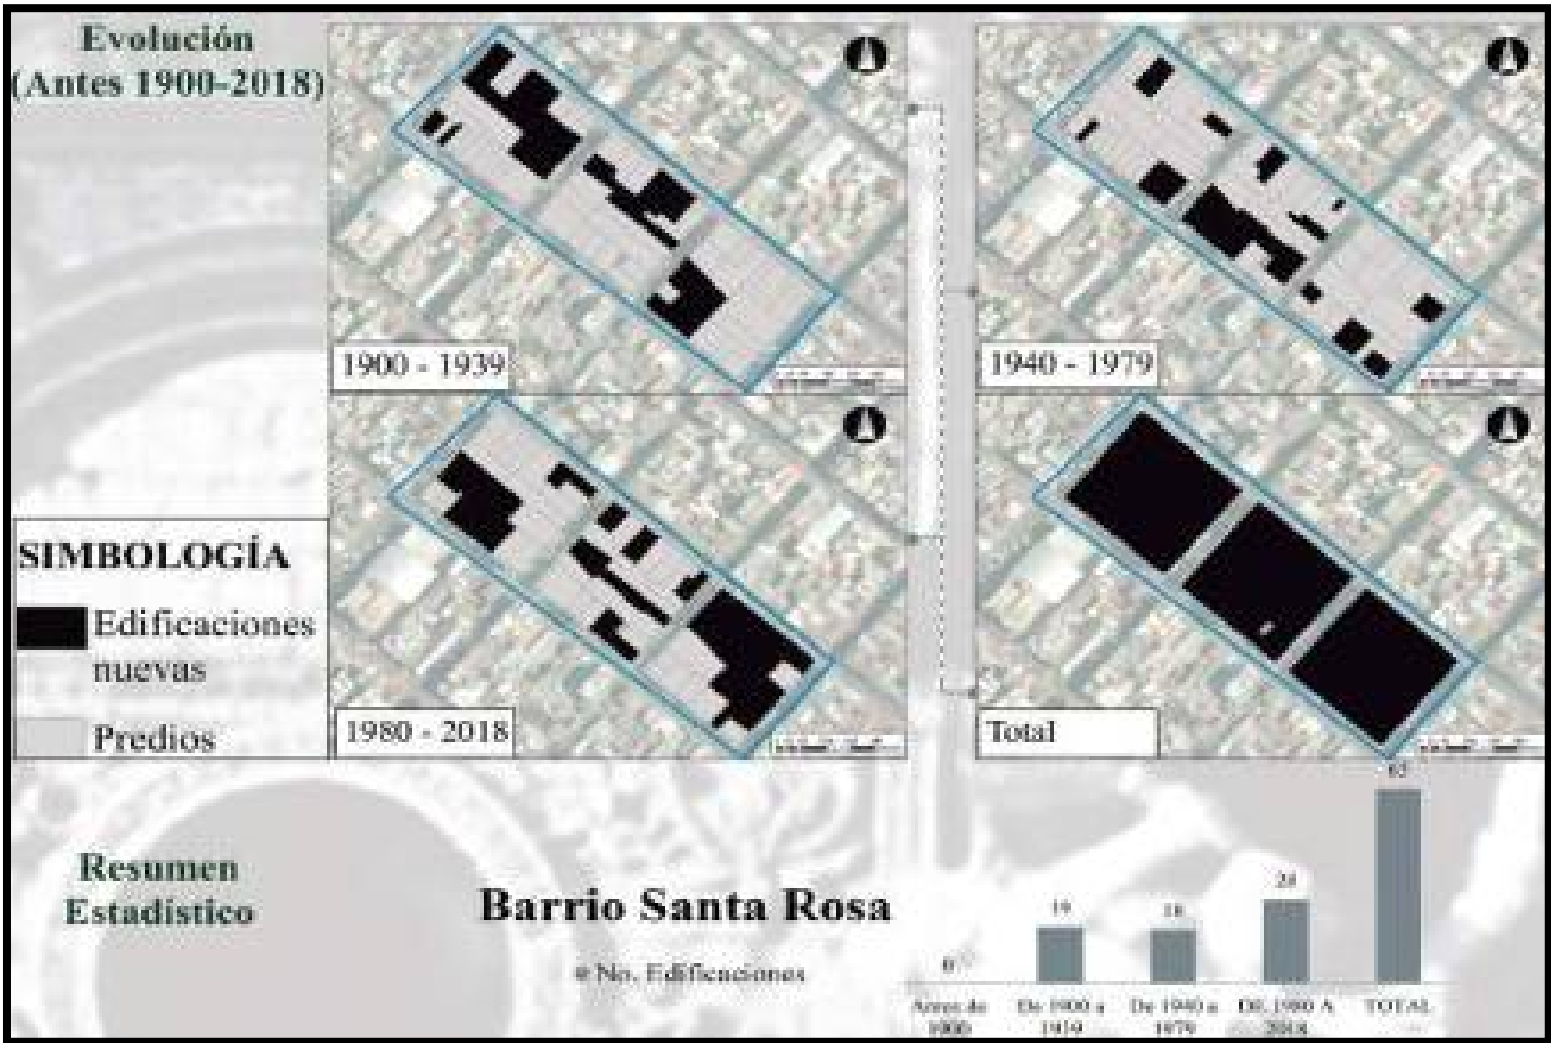 Evolución
(Antes 1900-2018)
1900 - 1939
1940 - 1979
1980 - 2018
Total
SIMBOLOGÍA
Edificaciones
nuevas
Predios
Resumen
Estadístico
Barrio Santa Rosa
No. Edificaciones
0
19
18
28
65
Antes de
1900
De 1900 a
1939
De 1940 a
1979
DE 1980 A
2018
TOTAL